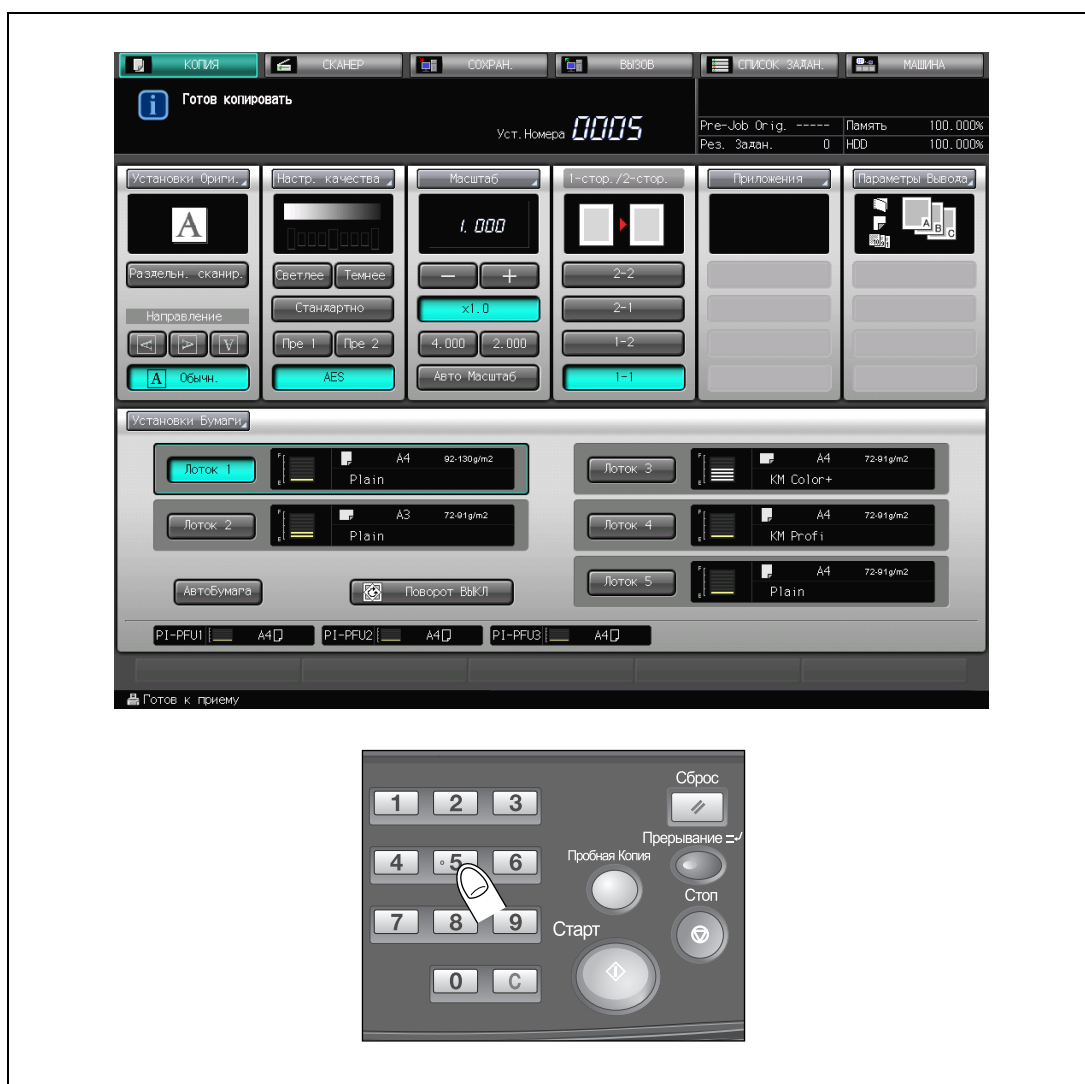 КОПИЯ СКАНЕР СОХРАН. ВЫЗОВ СПИСОК ЗАДАН. МАШИНА
Готов копировать
Уст.Номера 0005
Pre-Job Orig. ----- Память 100.000%
Рез. Задан. 0 HDD 100.000%
Установки Ориги. Настр. качества Масштаб 1-стор./2-стор. Приложения Параметры Вывода
A 1.000 A B C
Раздельн. сканир. Светлее Темнее − + 2-2
Направление Стандартно x1.0 2-1
A A A Пре 1 Пре 2 4.000 2.000 1-2
A Обычн. AES Авто Масштаб 1-1
Установки Бумаги
Лоток 1 F E A4 92-130g/m2
Plain
Лоток 2 F E A3 72-91g/m2
Plain
Лоток 3 F E A4 72-91g/m2
KM Color+
Лоток 4 F E A4 72-91g/m2
KM Profi
Лоток 5 F E A4 72-91g/m2
Plain
АвтоБумага Поворот ВЫКЛ
PI-PFU1 A4 PI-PFU2 A4 PI-PFU3 A4
Готов к приему
Сброс
1 2 3
Прерывание
Пробная Копия
4 5 6
Стоп
7 8 9
Старт
0 C